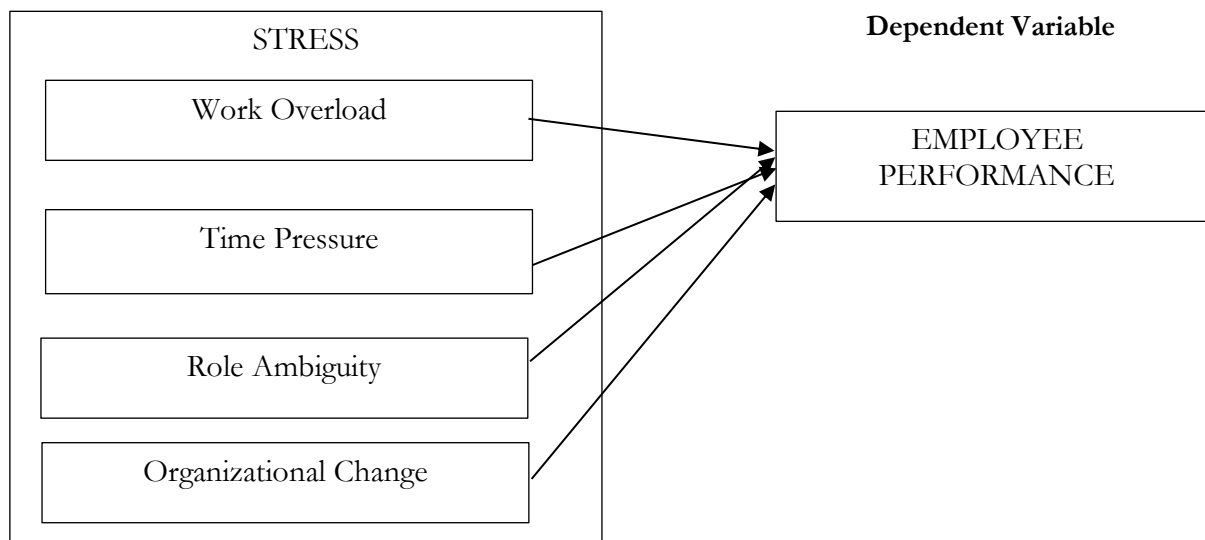 STRESS
Work Overload
Time Pressure
Role Ambiguity
Organizational Change
Dependent Variable
EMPLOYEE
PERFORMANCE